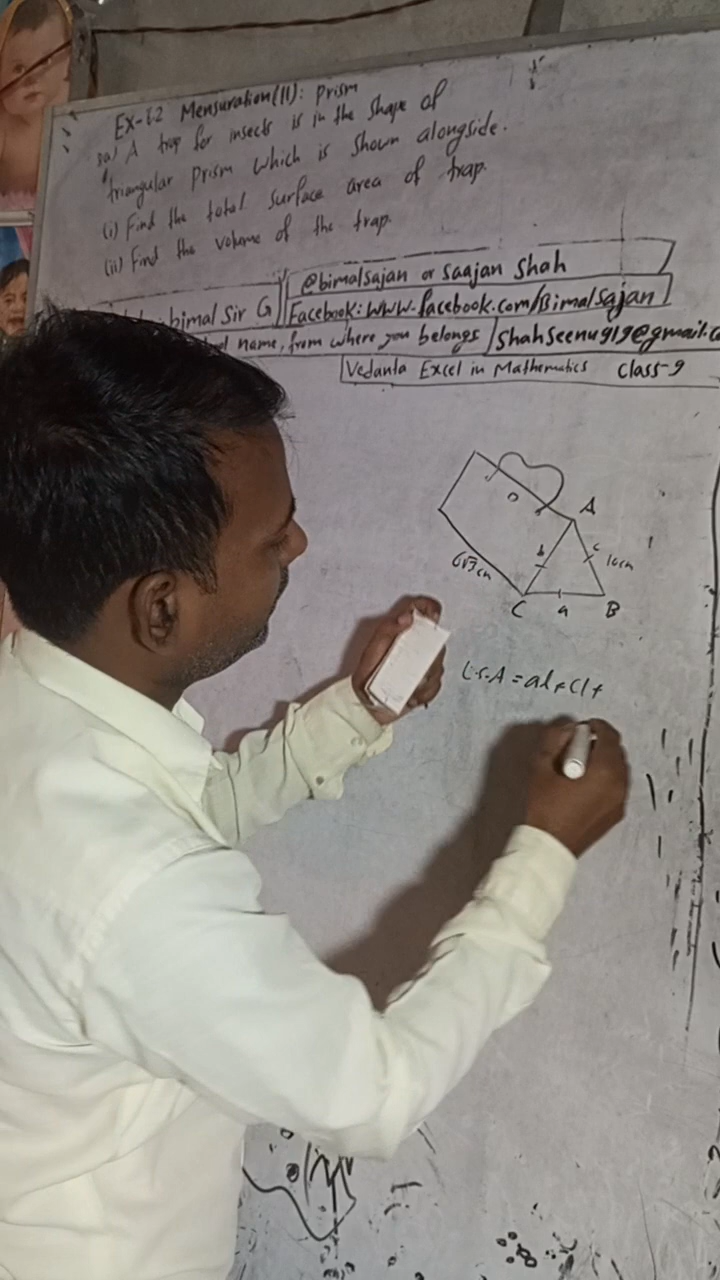 Ex-6.2 Mensuration (II): Prism
3a) A trap for insects is in the shape of
triangular prism which is shown alongside.
(i) Find the total surface area of trap.
(ii) Find the volume of the trap.
@bimalsajan or Saajan Shah
bimal Sir G
Facebook: WWW.facebook.com/Bimalsajan
name, from where you belongs
Shahseenu919@gmail.c
Vedanta Excel in Mathematics Class-9
A
b
c
10cm
6√3cm
C
a
B
L.S.A = al+cl+